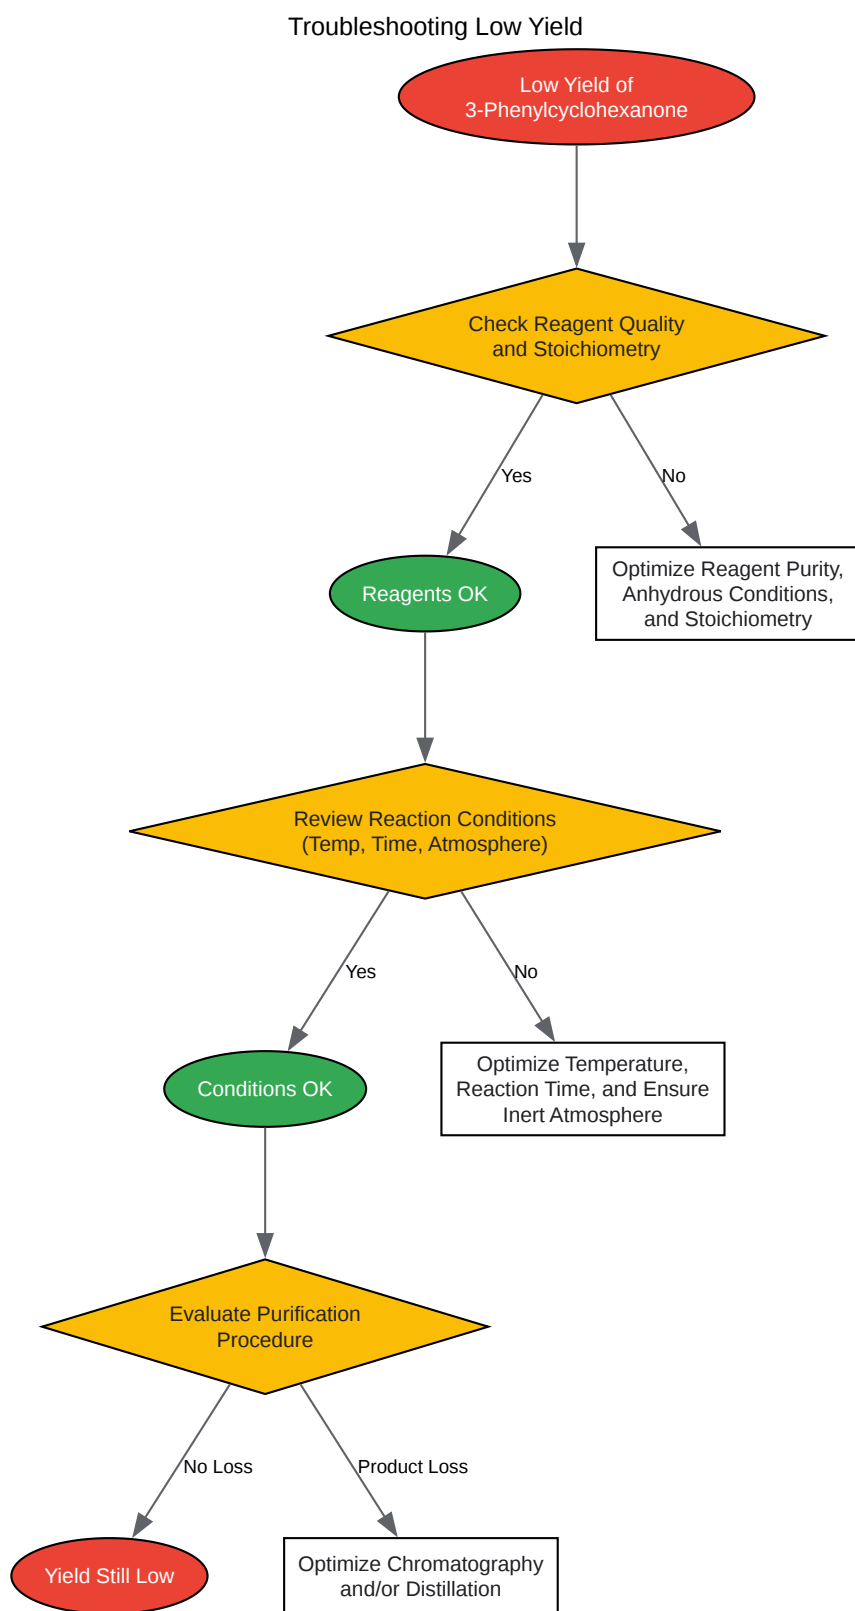 Troubleshooting Low Yield
Low Yield of
3-Phenylcyclohexanone
Check Reagent Quality
and Stoichiometry
Yes
No
Reagents OK
Optimize Reagent Purity,
Anhydrous Conditions,
and Stoichiometry
Review Reaction Conditions
(Temp, Time, Atmosphere)
Yes
No
Conditions OK
Optimize Temperature,
Reaction Time, and Ensure
Inert Atmosphere
Evaluate Purification
Procedure
No Loss
Product Loss
Yield Still Low
Optimize Chromatography
and/or Distillation